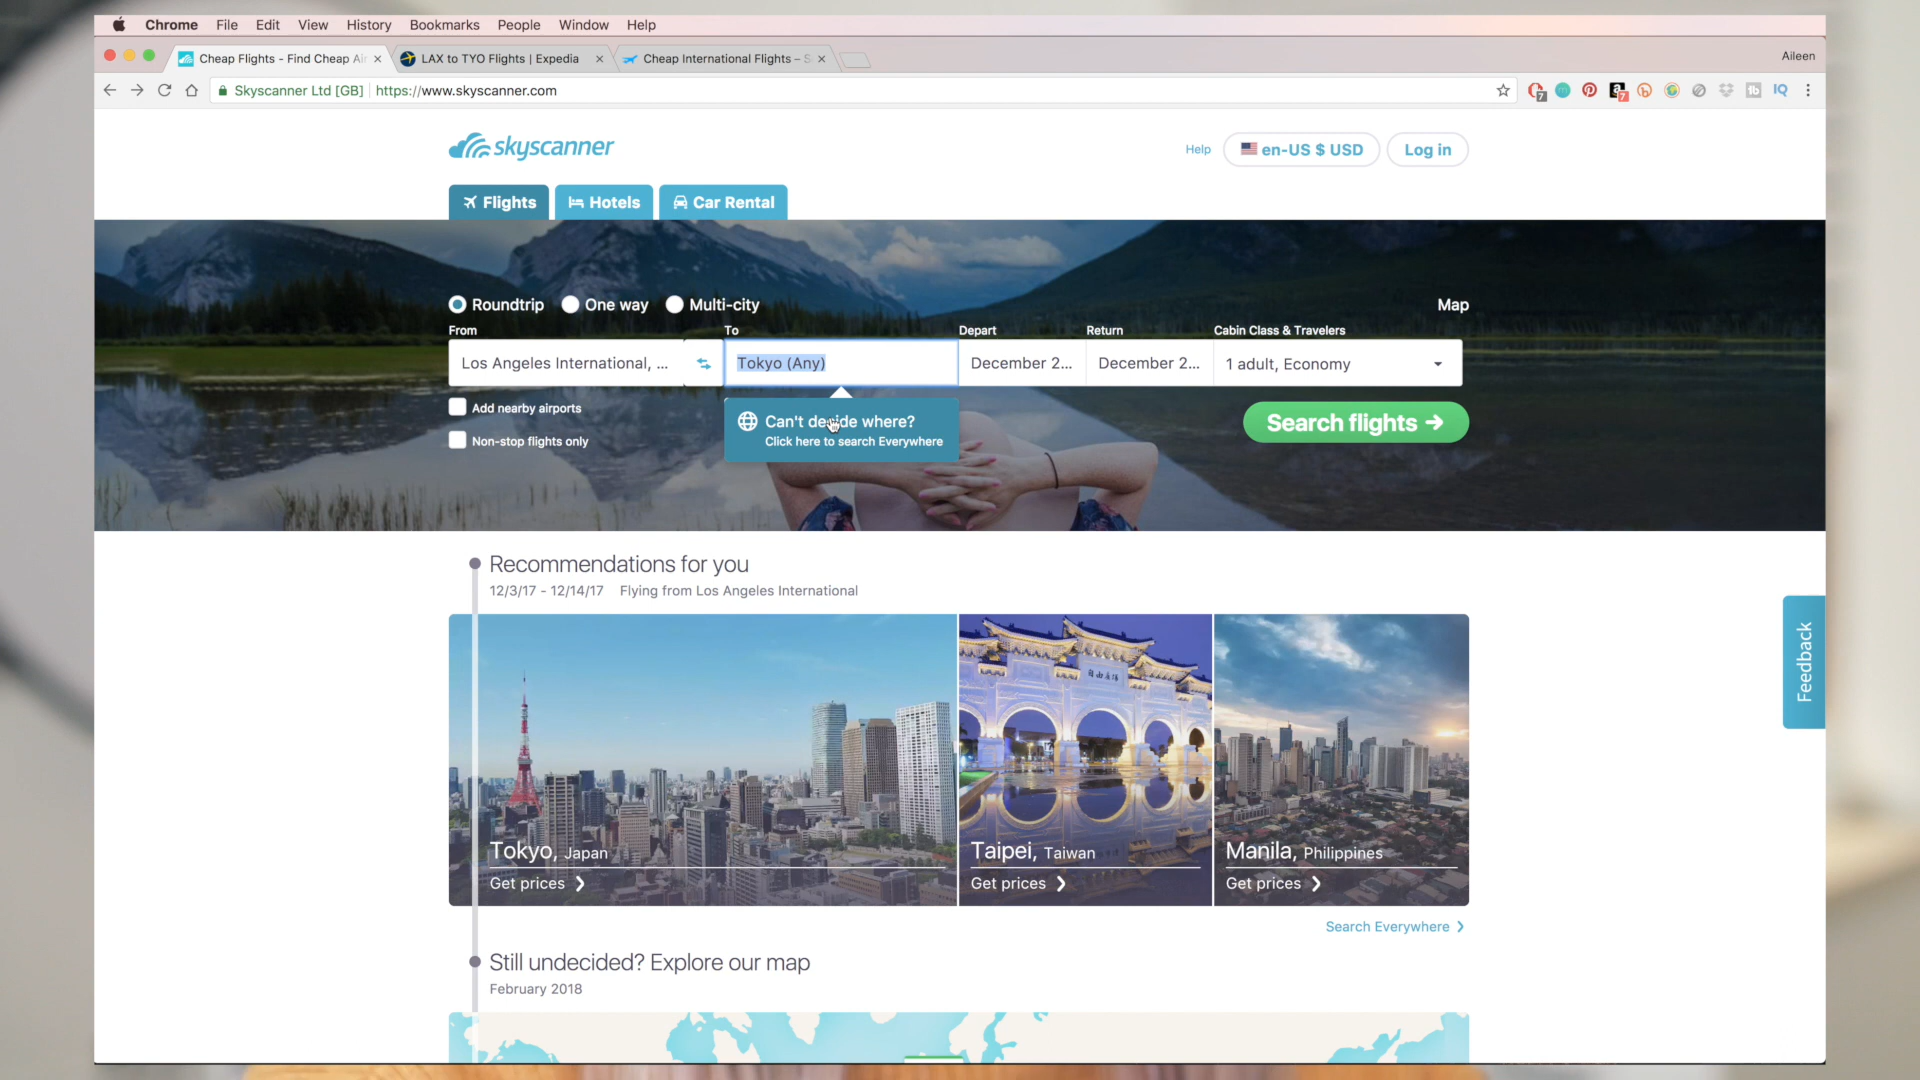 Chrome File Edit View History Bookmarks People Window Help
Cheap Flights - Find Cheap Air
LAX to TYO Flights | Expedia
Cheap International Flights – S
Aileen
Skyscanner Ltd [GB] https://www.skyscanner.com
7
7
IQ
skyscanner
Help
en-US $ USD
Log in
Flights
Hotels
Car Rental
Roundtrip
One way
Multi-city
Map
From
To
Depart
Return
Cabin Class & Travelers
Los Angeles International, ...
Tokyo (Any)
December 2...
December 2...
1 adult, Economy
Add nearby airports
Can't decide where?
Click here to search Everywhere
Search flights
Non-stop flights only
Recommendations for you
12/3/17 - 12/14/17 Flying from Los Angeles International
Feedback
Tokyo, Japan
Get prices
Taipei, Taiwan
Get prices
Manila, Philippines
Get prices
Search Everywhere
Still undecided? Explore our map
February 2018